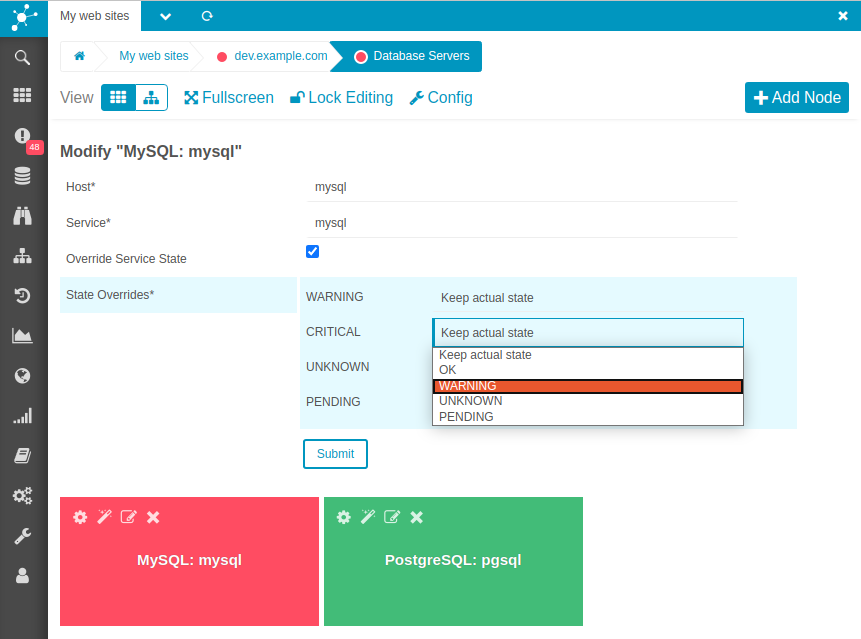 My web sites
My web sites dev.example.com Database Servers
View Fullscreen Lock Editing Config Add Node
48
Modify "MySQL: mysql"
Host* mysql
Service* mysql
Override Service State
State Overrides* WARNING Keep actual state
CRITICAL Keep actual state
Keep actual state
UNKNOWN OK
WARNING
PENDING UNKNOWN
PENDING
Submit
MySQL: mysql PostgreSQL: pgsql